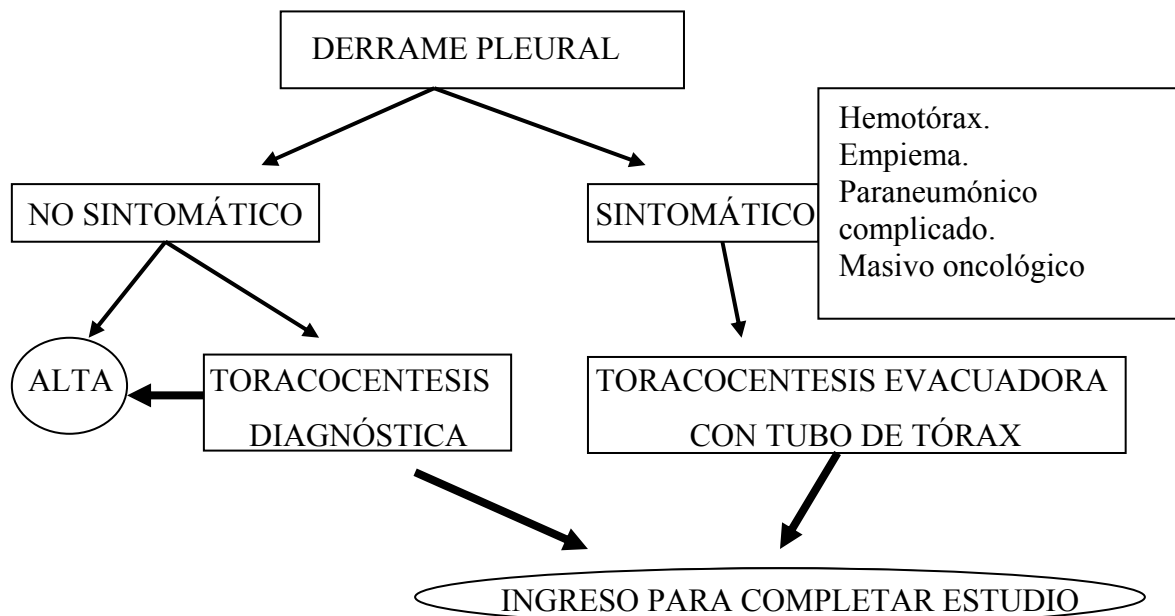 DERRAME PLEURAL
NO SINTOMÁTICO
SINTOMÁTICO
Hemotórax.
Empiema.
Paraneumónico
complicado.
Masivo oncológico
ALTA
TORACOCENTESIS
DIAGNÓSTICA
TORACOCENTESIS EVACUADORA
CON TUBO DE TÓRAX
INGRESO PARA COMPLETAR ESTUDIO